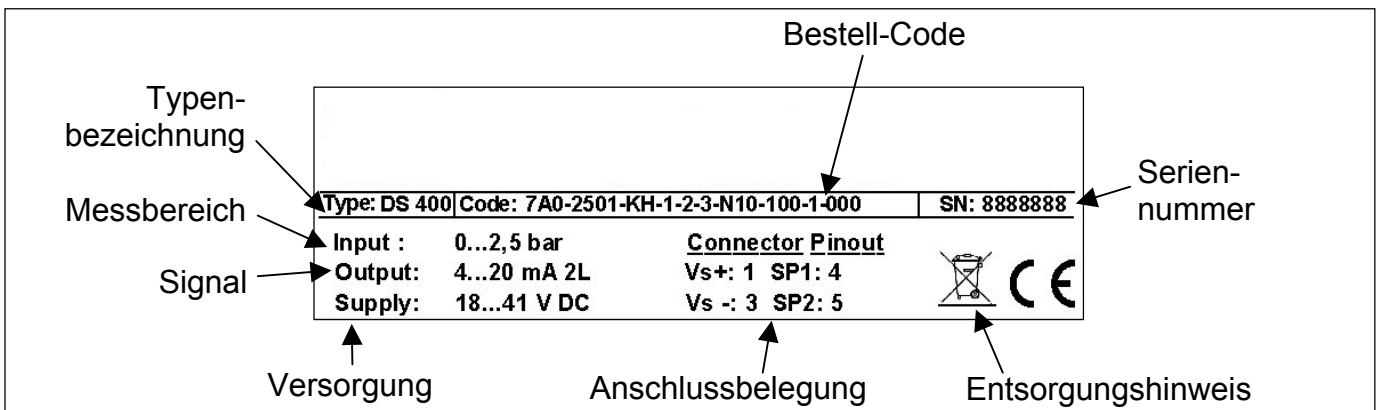 Bestell-Code
Typen-
bezeichnung
Serien-
nummer
Messbereich
Signal
Type: DS 400 Code: 7A0-2501-KH-1-2-3-N10-100-1-000 SN: 8888888
Input : 0...2,5 bar Connector Pinout
Output: 4...20 mA 2L Vs+: 1 SP1: 4
Supply: 18...41 V DC Vs -: 3 SP2: 5
CE
Versorgung
Anschlussbelegung
Entsorgungshinweis